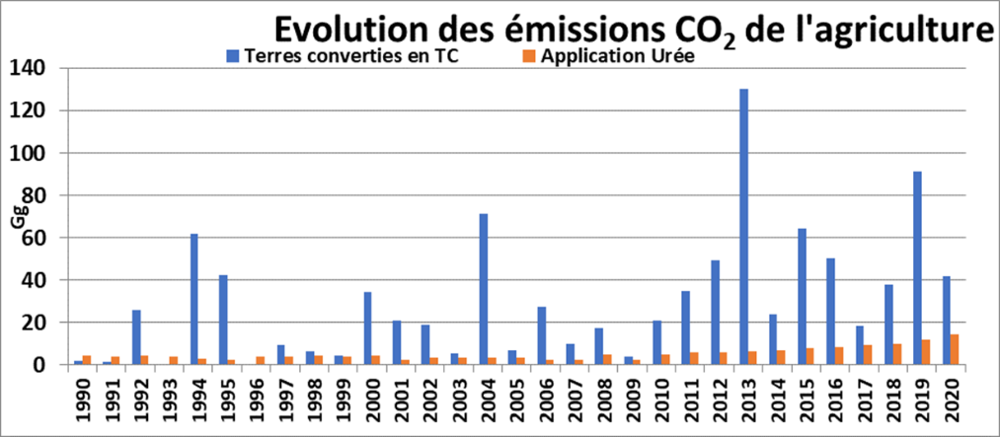 Evolution des émissions CO₂ de l'agriculture
Terres converties en TC Application Urée
140
120
100
80
60
40
20
0
Gg
1990 1991 1992 1993 1994 1995 1996 1997 1998 1999 2000 2001 2002 2003 2004 2005 2006 2007 2008 2009 2010 2011 2012 2013 2014 2015 2016 2017 2018 2019 2020